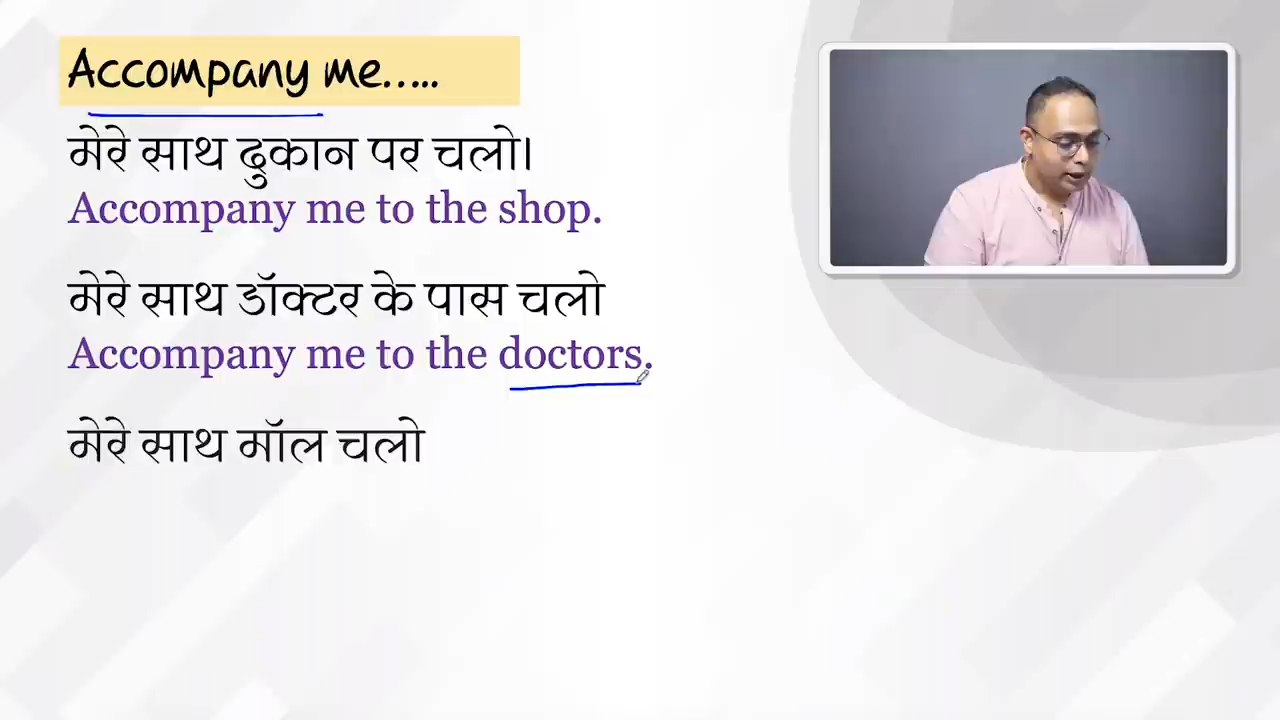 Accompany me.....
मेरे साथ दुकान पर चलो।
Accompany me to the shop.
मेरे साथ डॉक्टर के पास चलो
Accompany me to the doctors.
मेरे साथ मॉल चलो